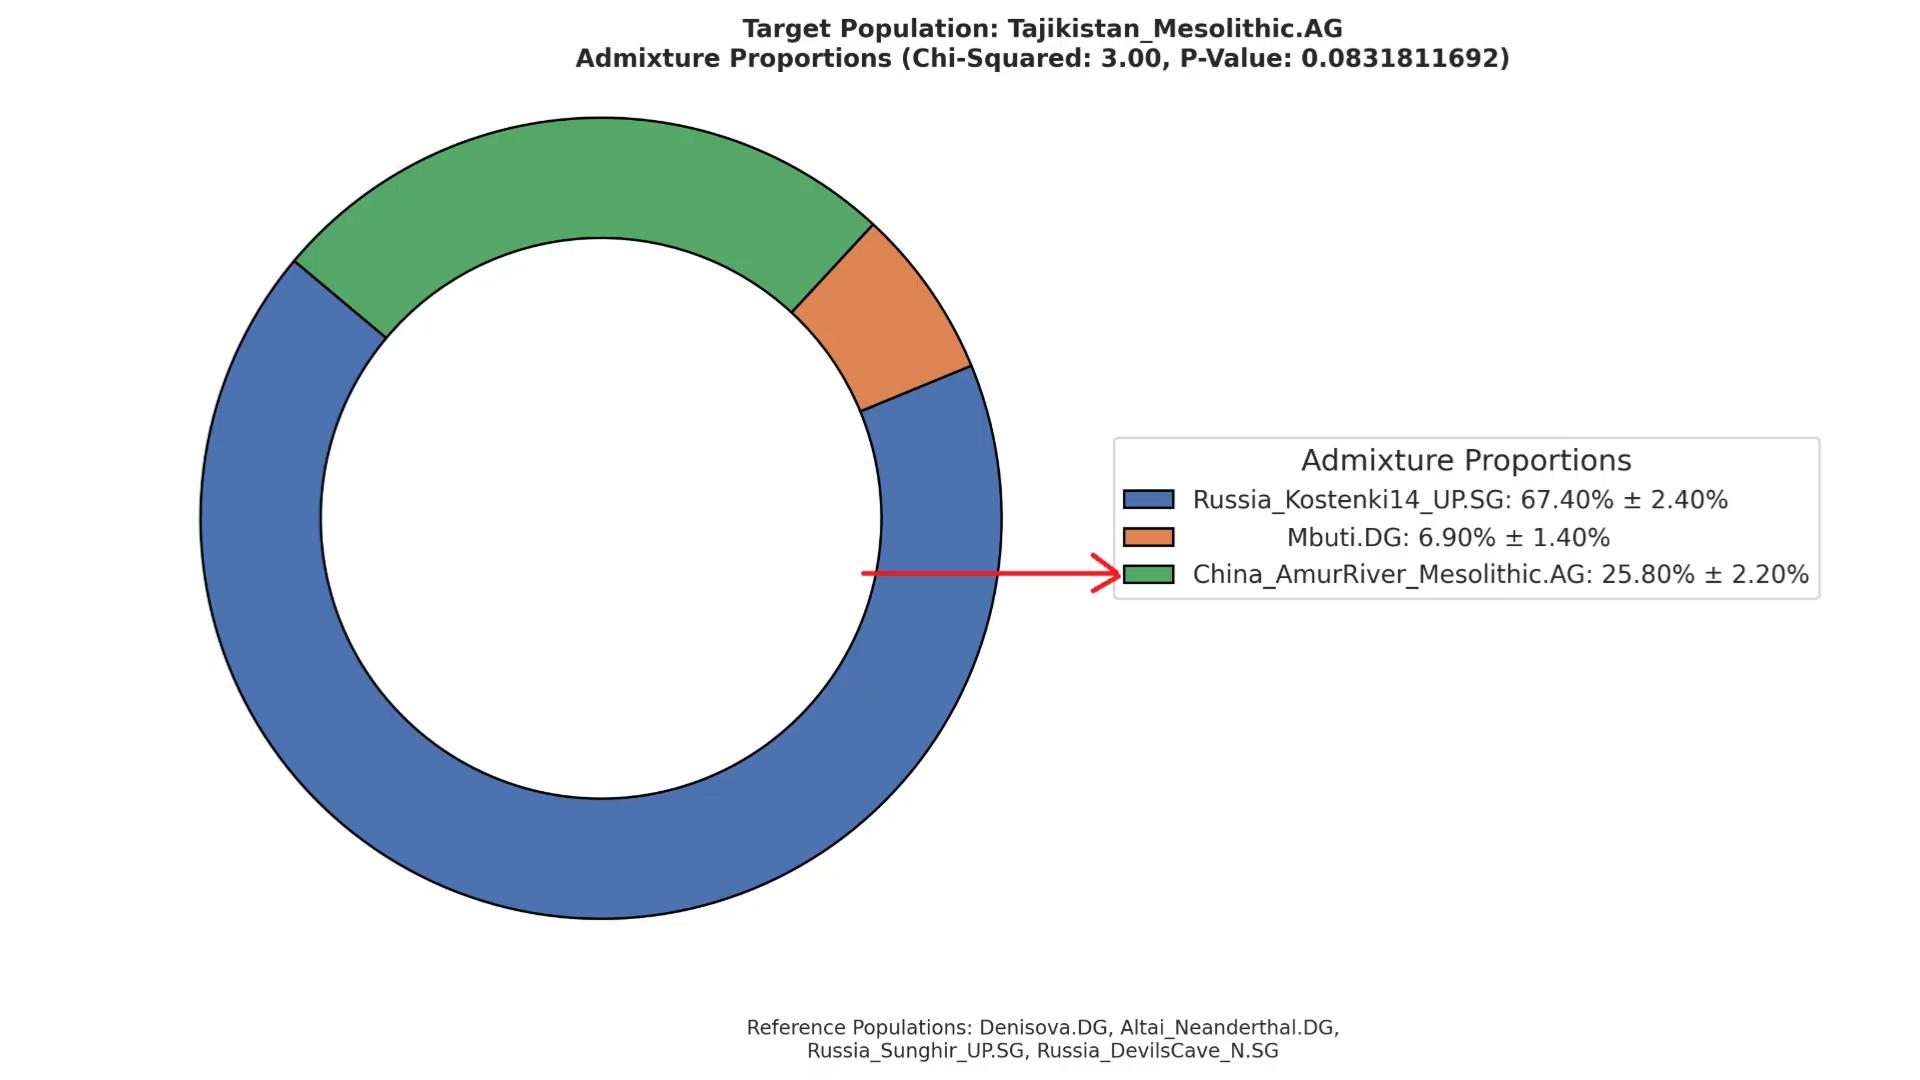 Target Population: Tajikistan_Mesolithic.AG
Admixture Proportions (Chi-Squared: 3.00, P-Value: 0.0831811692)
Admixture Proportions
Russia_Kostenki14_UP.SG: 67.40% ± 2.40%
Mbuti.DG: 6.90% ± 1.40%
China_AmurRiver_Mesolithic.AG: 25.80% ± 2.20%
Reference Populations: Denisova.DG, Altai_Neanderthal.DG,
Russia_Sunghir_UP.SG, Russia_DevilsCave_N.SG